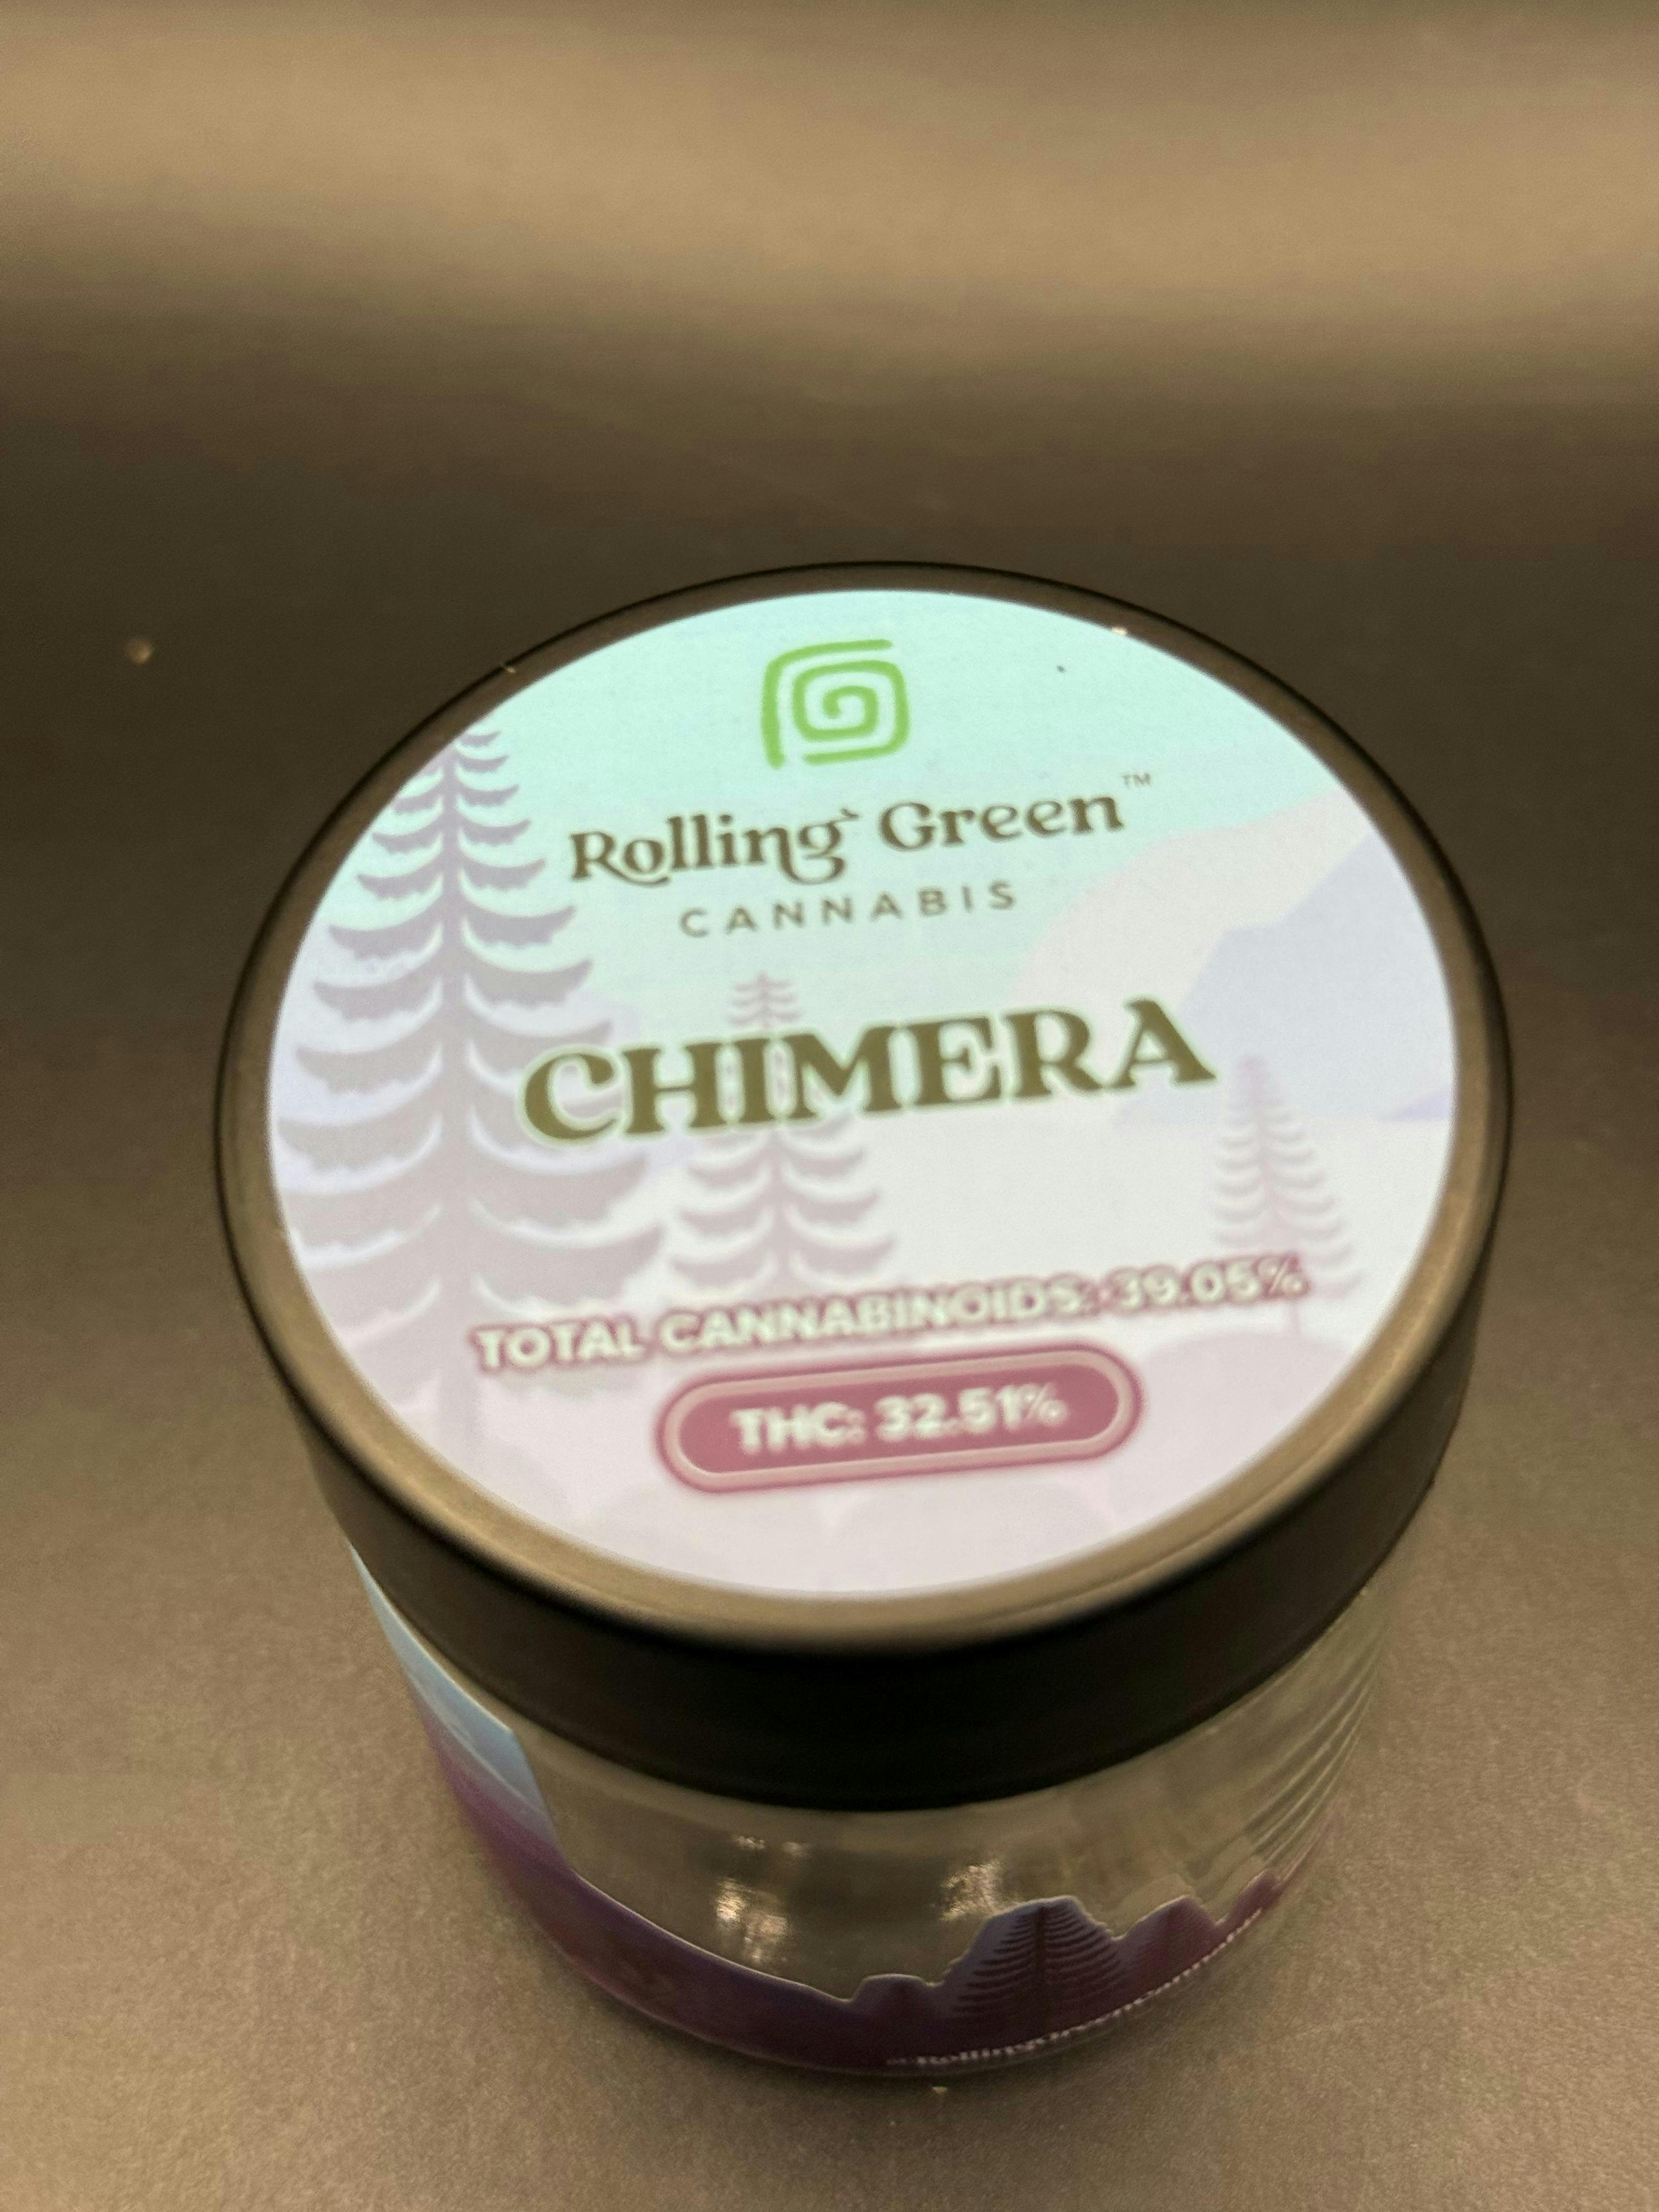 Rolling Green™
CANNABIS
CHIMERA
TOTAL CANNABINOIDS: 39.05%
THC: 32.51%